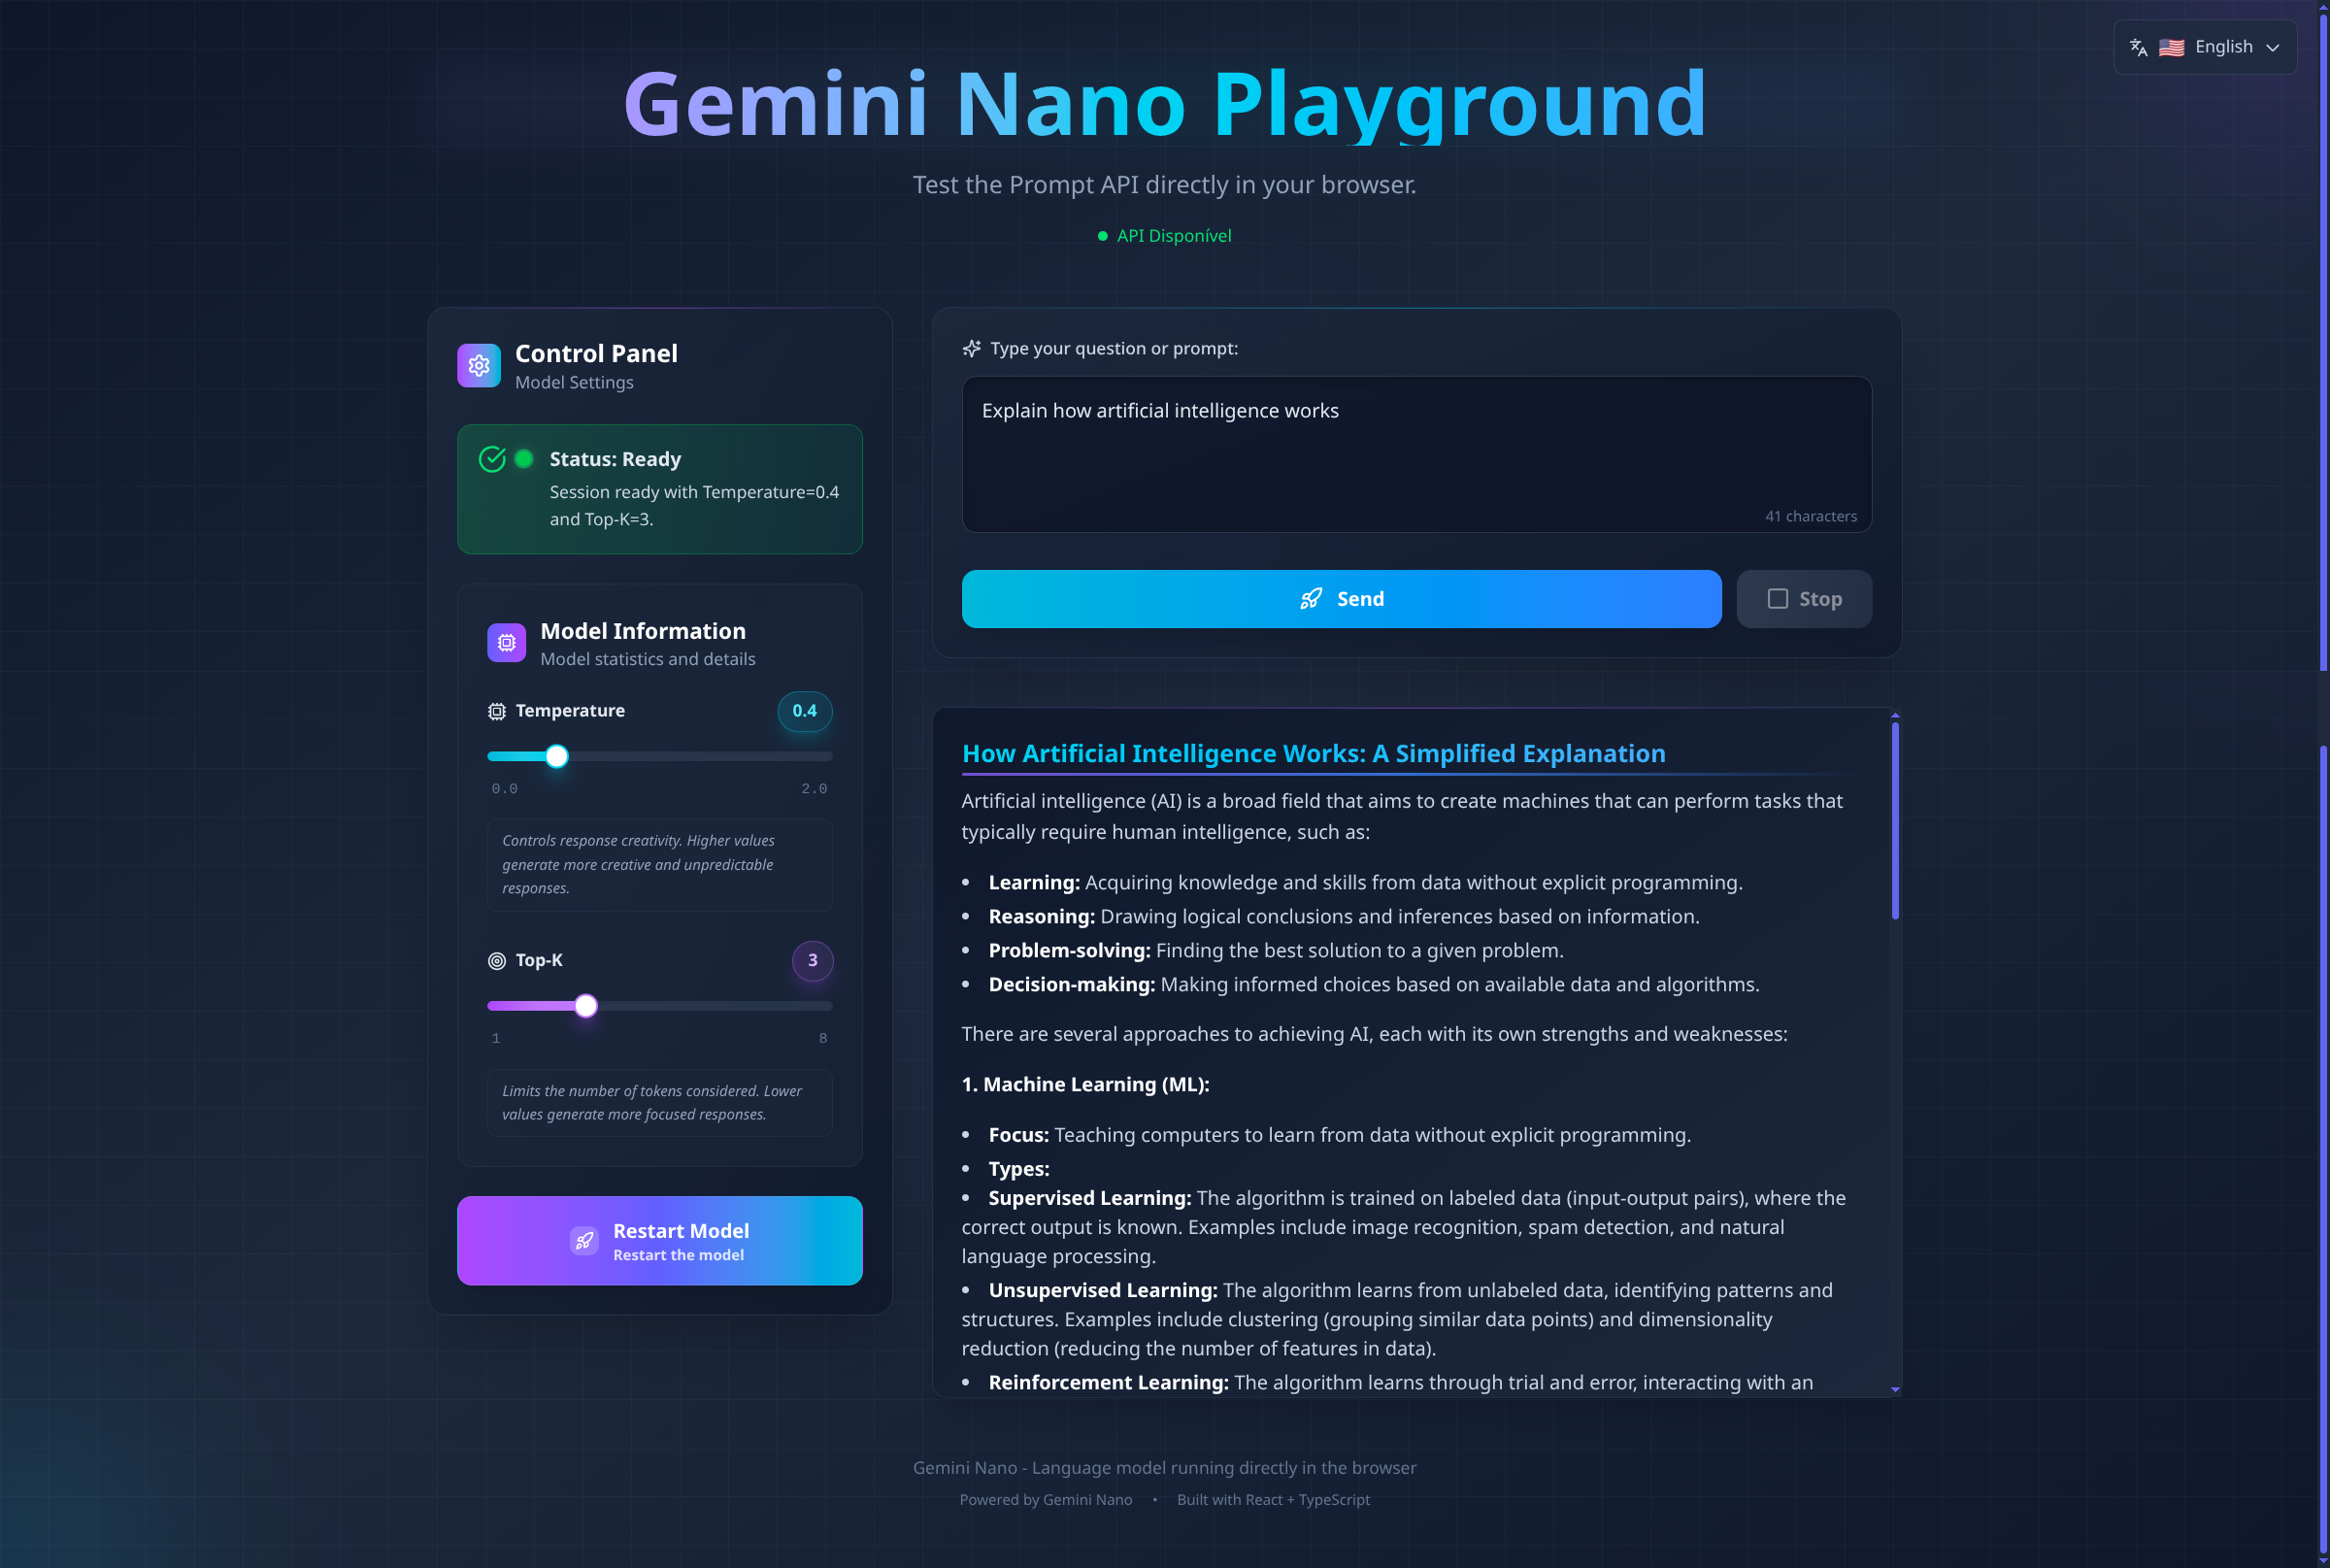 English
Gemini Nano Playground
Test the Prompt API directly in your browser.
API Disponível
Control Panel
Model Settings
Status: Ready
Session ready with Temperature=0.4
and Top-K=3.
Model Information
Model statistics and details
Temperature
0.4
0.0
2.0
Controls response creativity. Higher values
generate more creative and unpredictable
responses.
Top-K
3
1
8
Limits the number of tokens considered. Lower
values generate more focused responses.
Restart Model
Restart the model
Type your question or prompt:
Explain how artificial intelligence works
41 characters
Send
Stop
How Artificial Intelligence Works: A Simplified Explanation
Artificial intelligence (AI) is a broad field that aims to create machines that can perform tasks that
typically require human intelligence, such as:
• Learning: Acquiring knowledge and skills from data without explicit programming.
• Reasoning: Drawing logical conclusions and inferences based on information.
• Problem-solving: Finding the best solution to a given problem.
• Decision-making: Making informed choices based on available data and algorithms.
There are several approaches to achieving AI, each with its own strengths and weaknesses:
1. Machine Learning (ML):
• Focus: Teaching computers to learn from data without explicit programming.
• Types:
• Supervised Learning: The algorithm is trained on labeled data (input-output pairs), where the
correct output is known. Examples include image recognition, spam detection, and natural
language processing.
• Unsupervised Learning: The algorithm learns from unlabeled data, identifying patterns and
structures. Examples include clustering (grouping similar data points) and dimensionality
reduction (reducing the number of features in data).
• Reinforcement Learning: The algorithm learns through trial and error, interacting with an
Gemini Nano - Language model running directly in the browser
Powered by Gemini Nano • Built with React + TypeScript